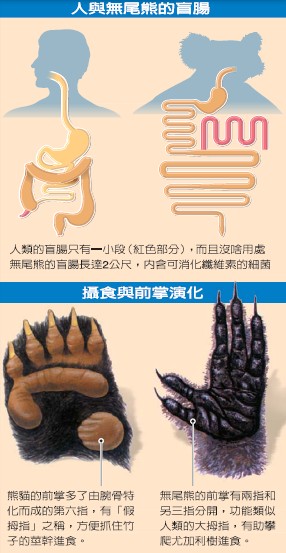 人與無尾熊的盲腸
人類的盲腸只有一小段（紅色部分），而且沒啥用處
無尾熊的盲腸長達2公尺，內含可消化纖維素的細菌
攝食與前掌演化
熊貓的前掌多了由腕骨特
化而成的第六指，有「假
拇指」之稱，方便抓住竹
子的莖幹進食。
無尾熊的前掌有兩指和
另三指分開，功能類似
人類的大拇指，有助攀
爬尤加利樹進食。